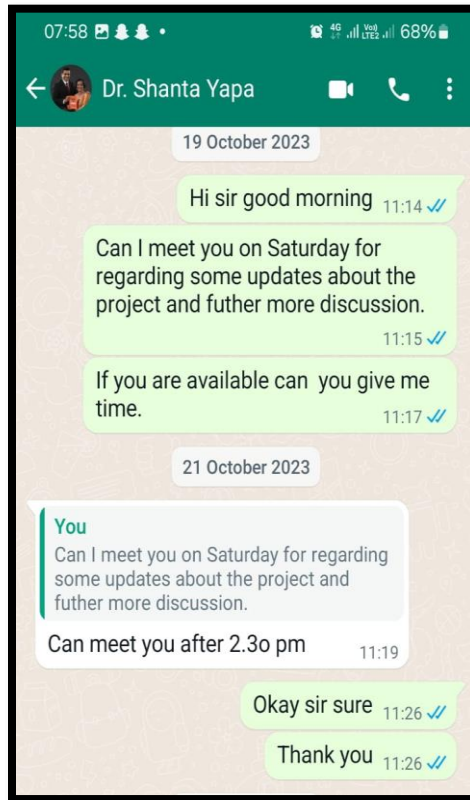 07:58
4G Vo)) LTE2 68%
Dr. Shanta Yapa
19 October 2023
Hi sir good morning 11:14
Can I meet you on Saturday for
regarding some updates about the
project and futher more discussion.
11:15
If you are available can you give me
time. 11:17
21 October 2023
You
Can I meet you on Saturday for regarding
some updates about the project and
futher more discussion.
Can meet you after 2.3o pm 11:19
Okay sir sure 11:26
Thank you 11:26